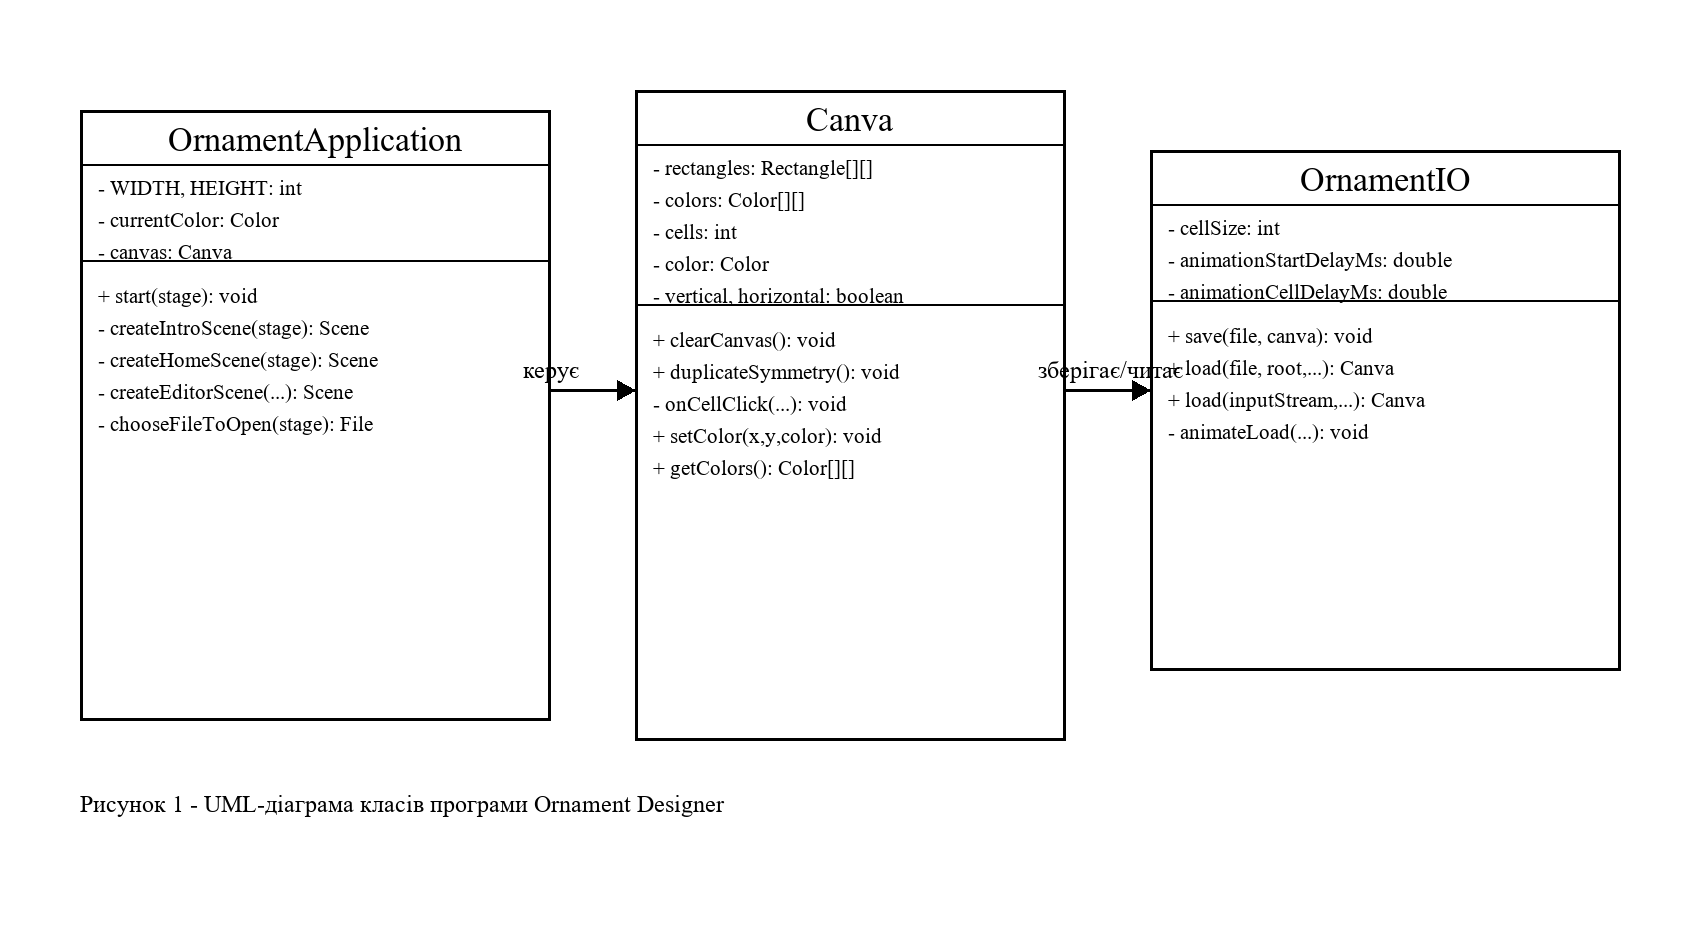 OrnamentApplication
- WIDTH, HEIGHT: int
- currentColor: Color
- canvas: Canva
+ start(stage): void
- createIntroScene(stage): Scene
- createHomeScene(stage): Scene
- createEditorScene(...): Scene
- chooseFileToOpen(stage): File
керує
Canva
- rectangles: Rectangle[][]
- colors: Color[][]
- cells: int
- color: Color
- vertical, horizontal: boolean
+ clearCanvas(): void
+ duplicateSymmetry(): void
- onCellClick(...): void
+ setColor(x,y,color): void
+ getColors(): Color[][]
зберігає/читає
OrnamentIO
- cellSize: int
- animationStartDelayMs: double
- animationCellDelayMs: double
+ save(file, canva): void
+ load(file, root,...): Canva
+ load(inputStream,...): Canva
- animateLoad(...): void
Рисунок 1 - UML-діаграма класів програми Ornament Designer